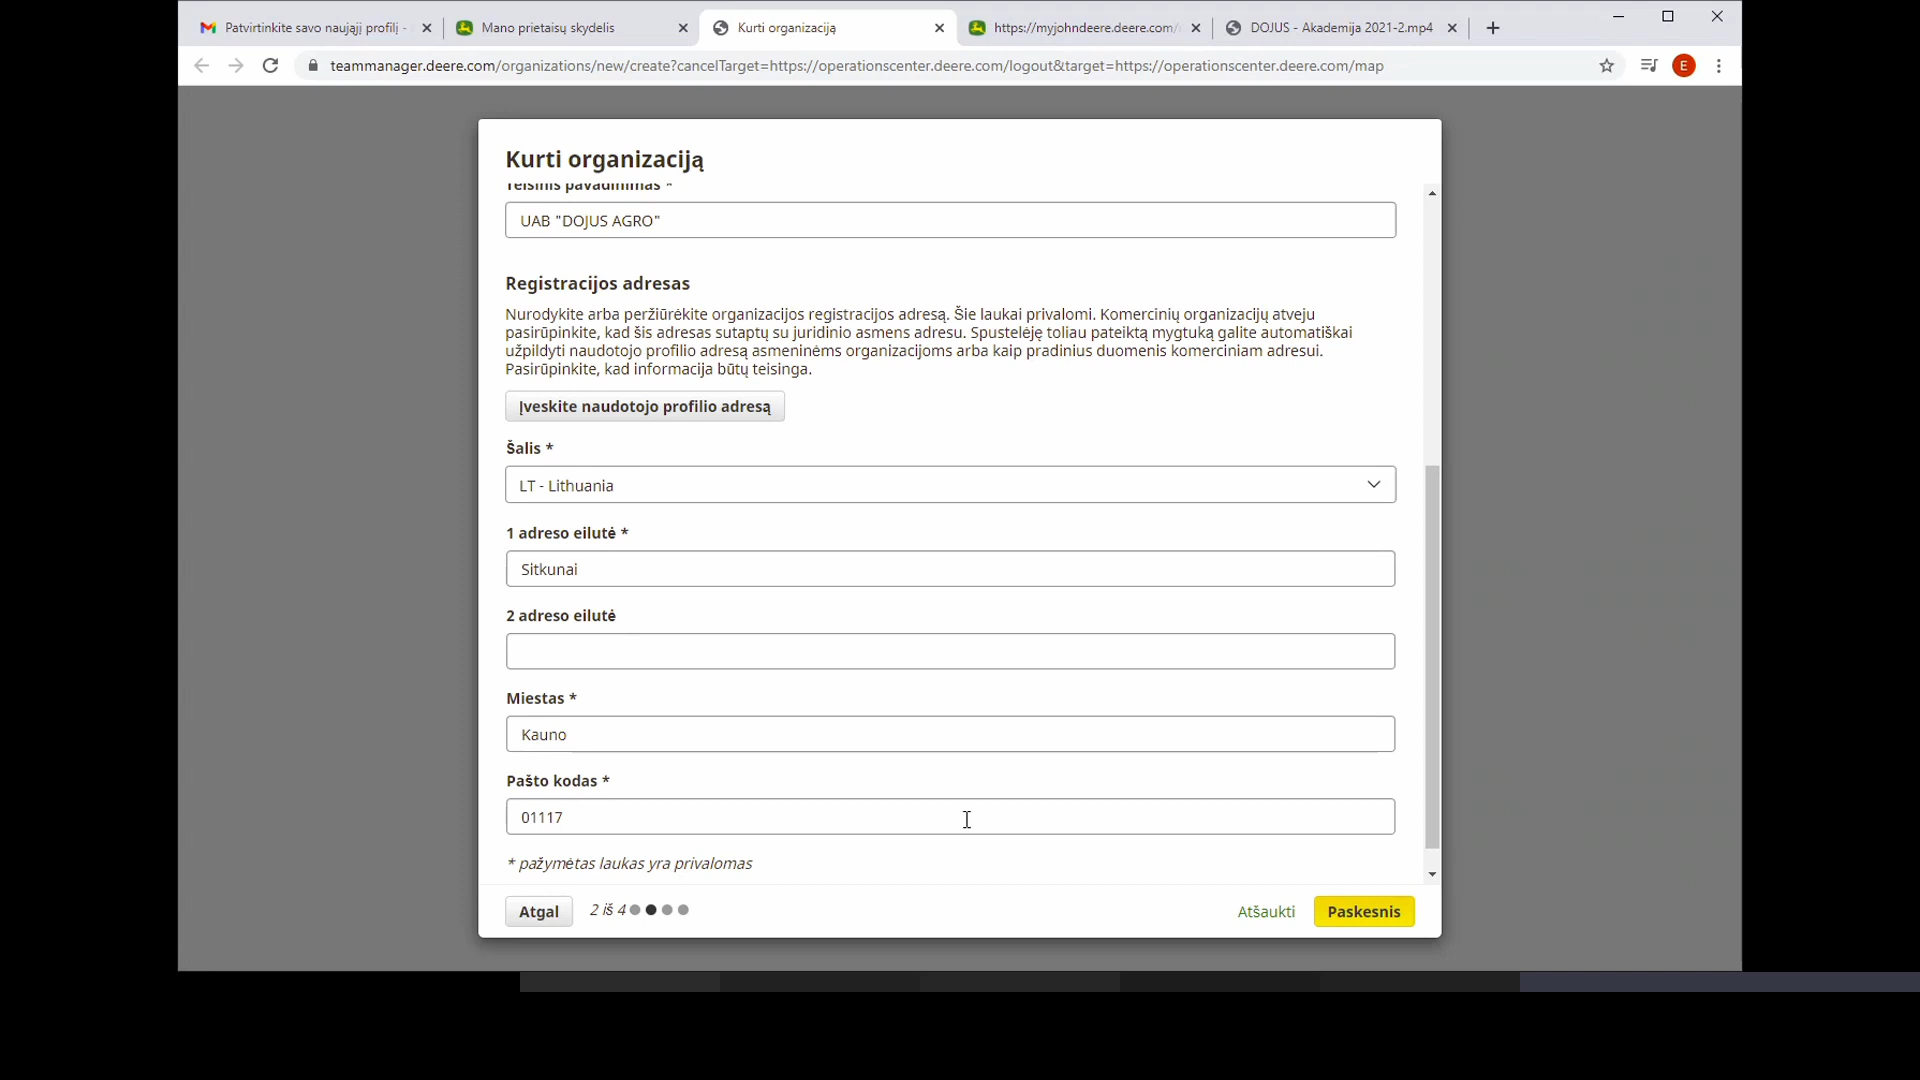 Patvirtinkite savo naująjį profilį -
Mano prietaisų skydelis
Kurti organizaciją
https://myjohndeere.deere.com/
DOJUS - Akademija 2021-2.mp4
teammanager.deere.com/organizations/new/create?cancelTarget=https://operationscenter.deere.com/logout&target=https://operationscenter.deere.com/map
E
Kurti organizaciją
Teisinis pavadinimas *
UAB "DOJUS AGRO"
Registracijos adresas
Nurodykite arba peržiūrėkite organizacijos registracijos adresą. Šie laukai privalomi. Komercinių organizacijų atveju
pasirūpinkite, kad šis adresas sutaptų su juridinio asmens adresu. Spustelėję toliau pateiktą mygtuką galite automatiškai
užpildyti naudotojo profilio adresą asmeninėms organizacijoms arba kaip pradinius duomenis komerciniam adresui.
Pasirūpinkite, kad informacija būtų teisinga.
Įveskite naudotojo profilio adresą
Šalis *
LT - Lithuania
1 adreso eilutė *
Sitkunai
2 adreso eilutė
Miestas *
Kauno
Pašto kodas *
01117
* pažymėtas laukas yra privalomas
Atgal
2 iš 4
Atšaukti
Paskesnis